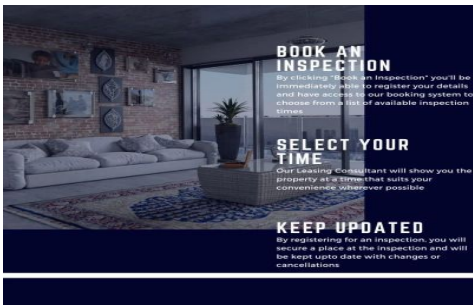 BOOK AN
INSPECTION
By clicking "Book an Inspection" you'll be
immediately able to register your details
and have access to our booking system to
choose from a list of available inspection
times
SELECT YOUR
TIME
Our Leasing Consultant will show you the
property at a time that suits your
convenience wherever possible
KEEP UPDATED
By registering for an inspection, you will
secure a place at the inspection and will
be kept upto date with changes or
cancellations